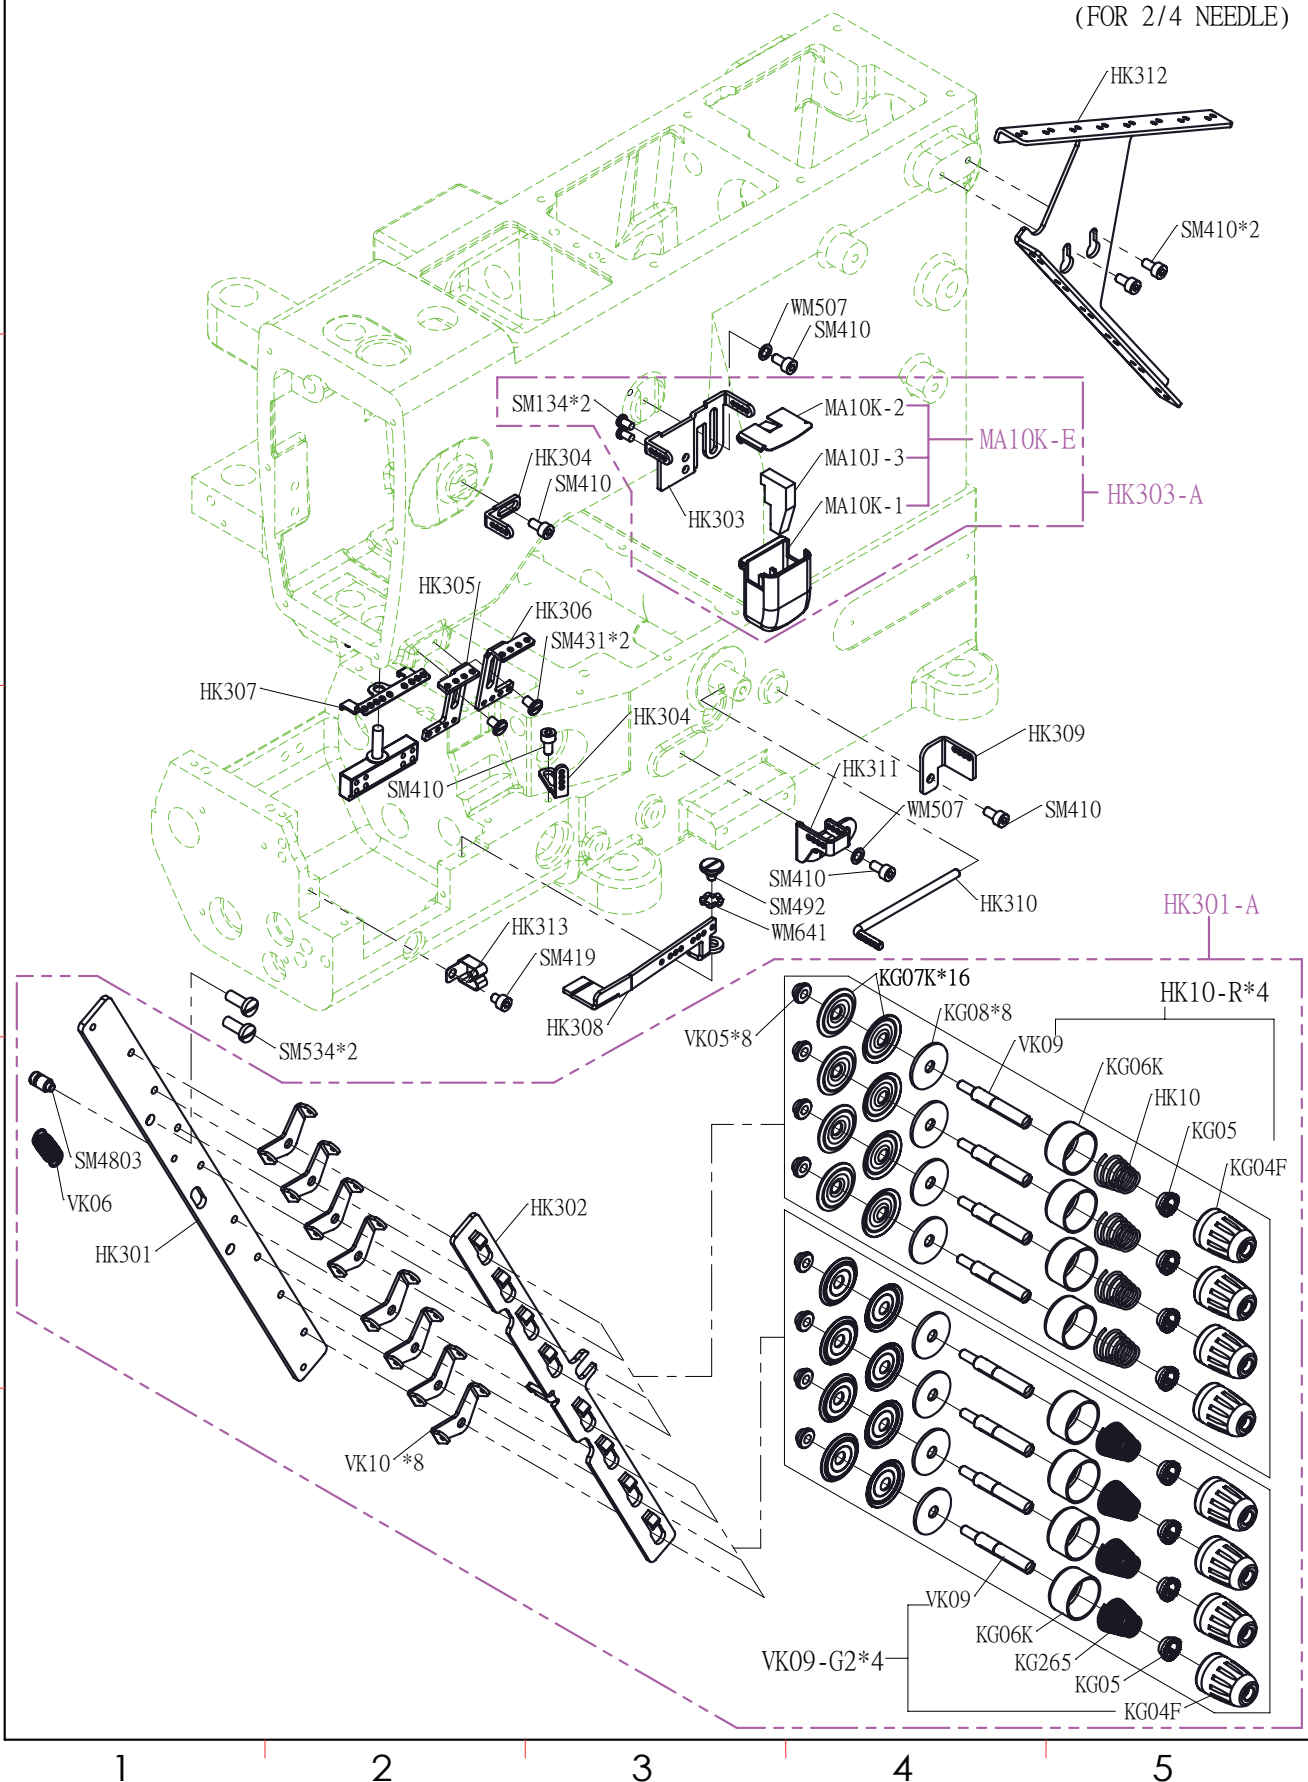 (FOR 2/4 NEEDLE)
HK312
SM410*2
WM507
SM410
SM134*2
MA10K-2
MA10K-E
HK304
MA10J-3
SM410
HK303-A
MA10K-1
HK303
HK305
HK306
SM431*2
HK307
HK304
HK309
HK311
SM410
WM507
SM410
SM410
SM492
HK310
HK301-A
HK313
WM641
SM419
KG07K*16
HK10-R*4
KG08*8
HK308
VK05*8
VK09
SM534*2
KG06K
HK10
KG05
SM4803
KG04F
VK06
HK302
HK301
VK10 *8
VK09
KG06K
VK09-G2*4
KG265
KG05
KG04F
1 2 3 4 5